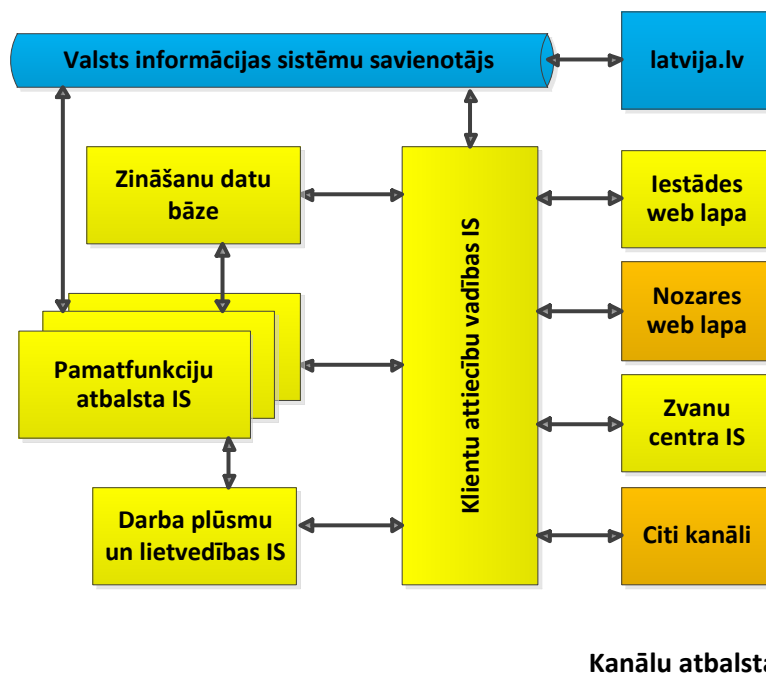 Valsts informācijas sistēmu savienotājs
latvija.lv
Zināšanu datu
bāze
Iestādes
web lapa
Klientu attiecību vadības IS
Nozares
web lapa
Pamatfunkciju
atbalsta IS
Zvanu
centra IS
Darba plūsmu
un lietvedības IS
Citi kanāli
Kanālu atbalsta